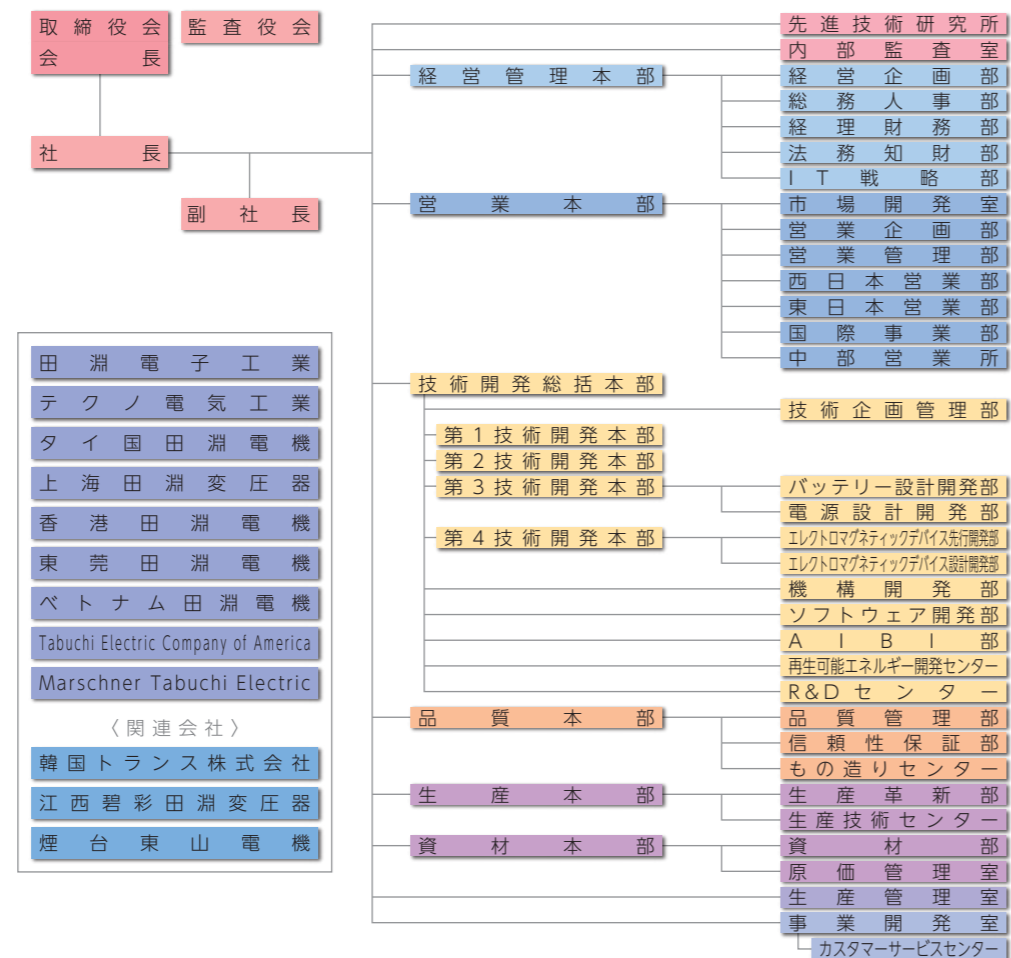 取締役会
会長
監査役会
社長
副社長
田淵電子工業
テクノ電気工業
タイ国田淵電機
上海田淵変圧器
香港田淵電機
東莞田淵電機
ベトナム田淵電機
Tabuchi Electric Company of America
Marschner Tabuchi Electric
〈関連会社〉
韓国トランス株式会社
江西碧彩田淵変圧器
煙台東山電機
先進技術研究所
内部監査室
経営管理本部
経営企画部
総務人事部
経理財務部
法務知財部
IT戦略部
営業本部
市場開発室
営業企画部
営業管理部
西日本営業部
東日本営業部
国際事業部
中部営業所
技術開発総括本部
技術企画管理部
第1技術開発本部
第2技術開発本部
第3技術開発本部
バッテリー設計開発部
電源設計開発部
第4技術開発本部
エレクトロマグネティックデバイス先行開発部
エレクトロマグネティックデバイス設計開発部
機構開発部
ソフトウェア開発部
AIBI部
再生可能エネルギー開発センター
R&Dセンター
品質本部
品質管理部
信頼性保証部
もの造りセンター
生産本部
生産革新部
生産技術センター
資材本部
資材部
原価管理室
生産管理室
事業開発室
カスタマーサービスセンター